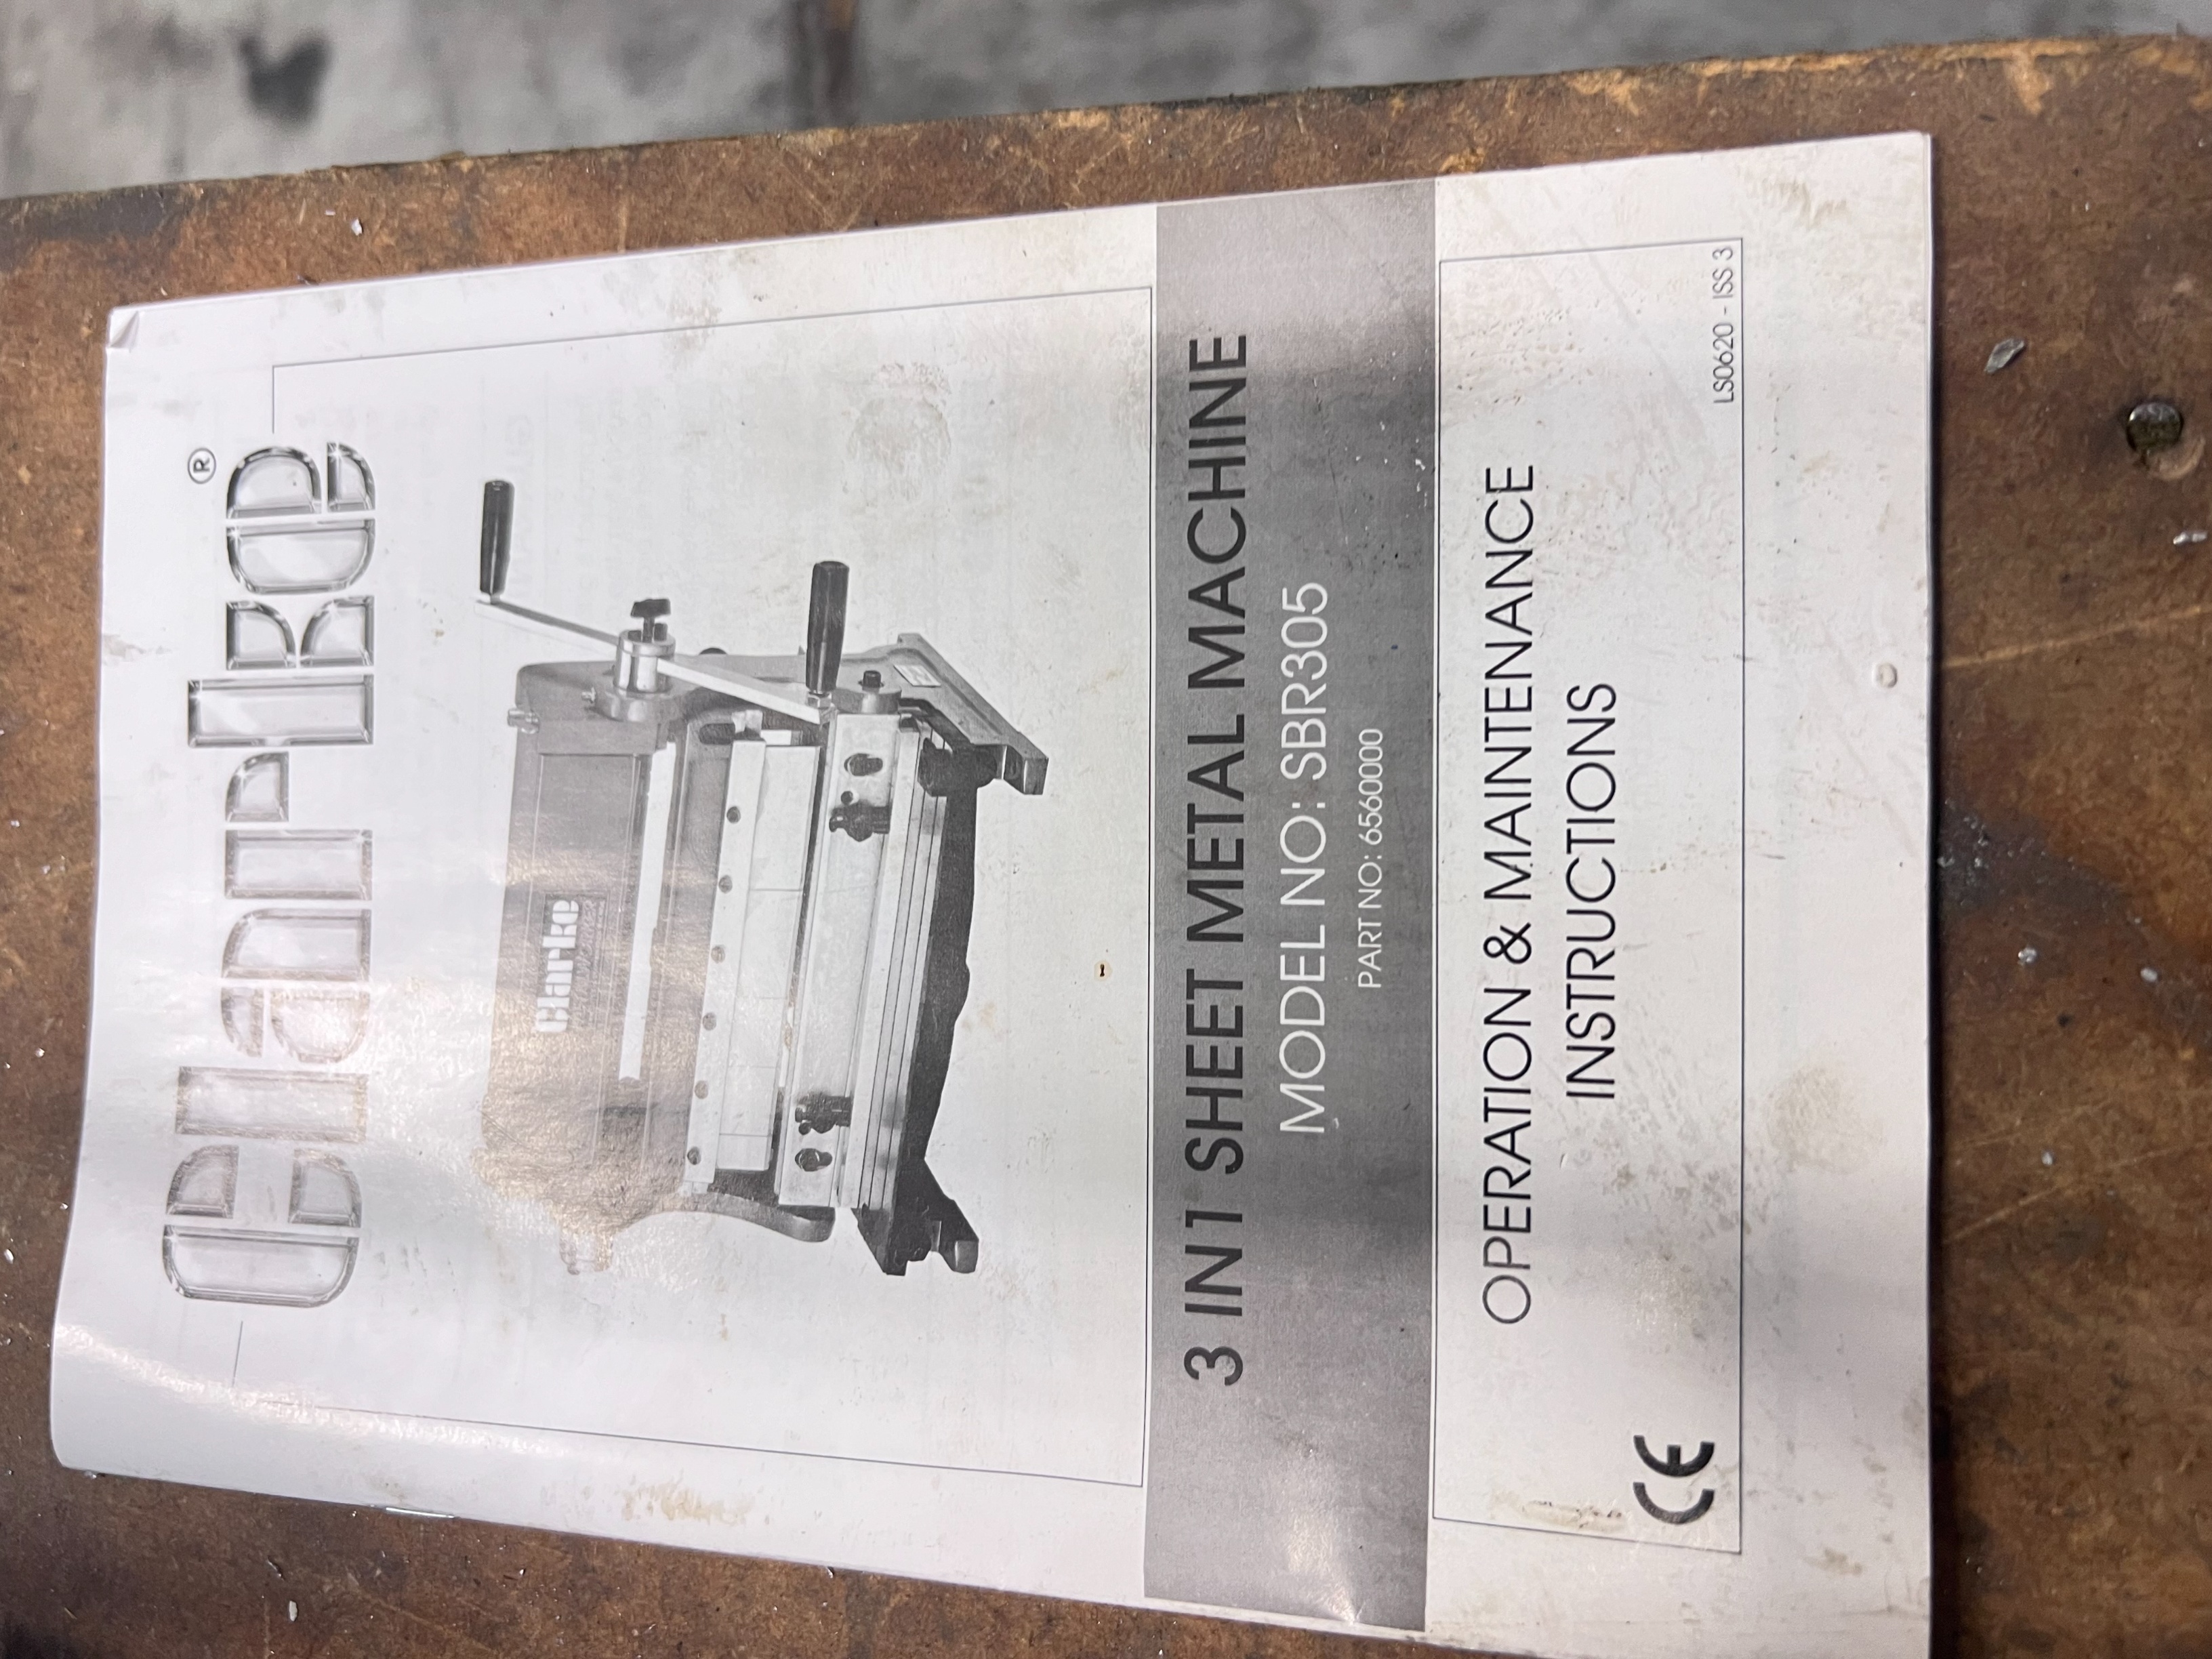 Clarke®
Clarke
3 IN 1 SHEET METAL MACHINE
MODEL NO: SBR305
PART NO: 6560000
OPERATION & MAINTENANCE
INSTRUCTIONS
CE
LS0620 - ISS 3